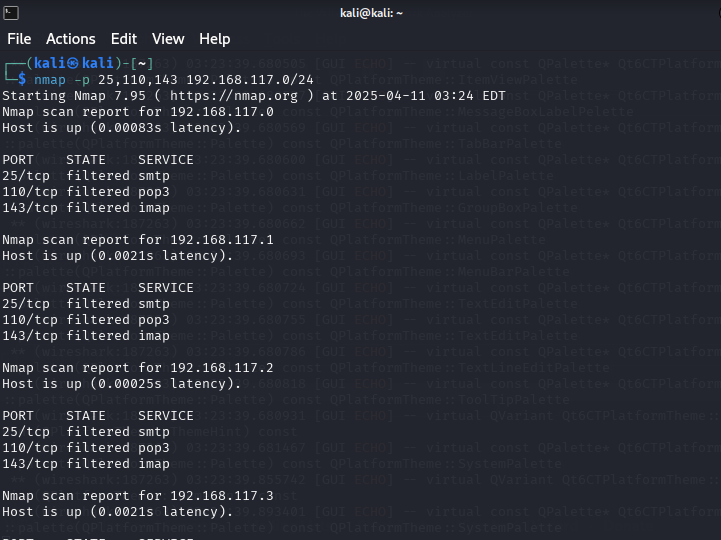 kali@kali: ~
File Actions Edit View Help
┌──(kali㉿kali)-[~]
└─$ nmap -p 25,110,143 192.168.117.0/24
Starting Nmap 7.95 ( https://nmap.org ) at 2025-04-11 03:24 EDT
Nmap scan report for 192.168.117.0
Host is up (0.00083s latency).
PORT STATE SERVICE
25/tcp filtered smtp
110/tcp filtered pop3
143/tcp filtered imap
Nmap scan report for 192.168.117.1
Host is up (0.0021s latency).
PORT STATE SERVICE
25/tcp filtered smtp
110/tcp filtered pop3
143/tcp filtered imap
Nmap scan report for 192.168.117.2
Host is up (0.00025s latency).
PORT STATE SERVICE
25/tcp filtered smtp
110/tcp filtered pop3
143/tcp filtered imap
Nmap scan report for 192.168.117.3
Host is up (0.0021s latency).
PORT STATE SERVICE